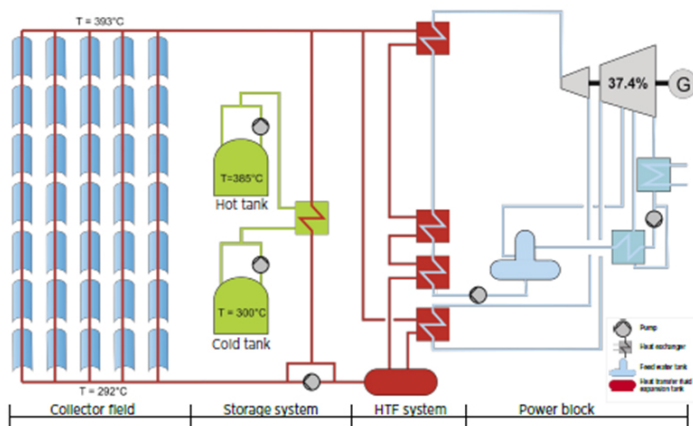 T = 393°C
37.4%
G
T=385°C
Hot tank
T = 300°C
Cold tank
T = 292°C
Pump
Heat exchanger
Feed water tank
Heat transfer fluid
expansion tank
Collector field
Storage system
HTF system
Power block